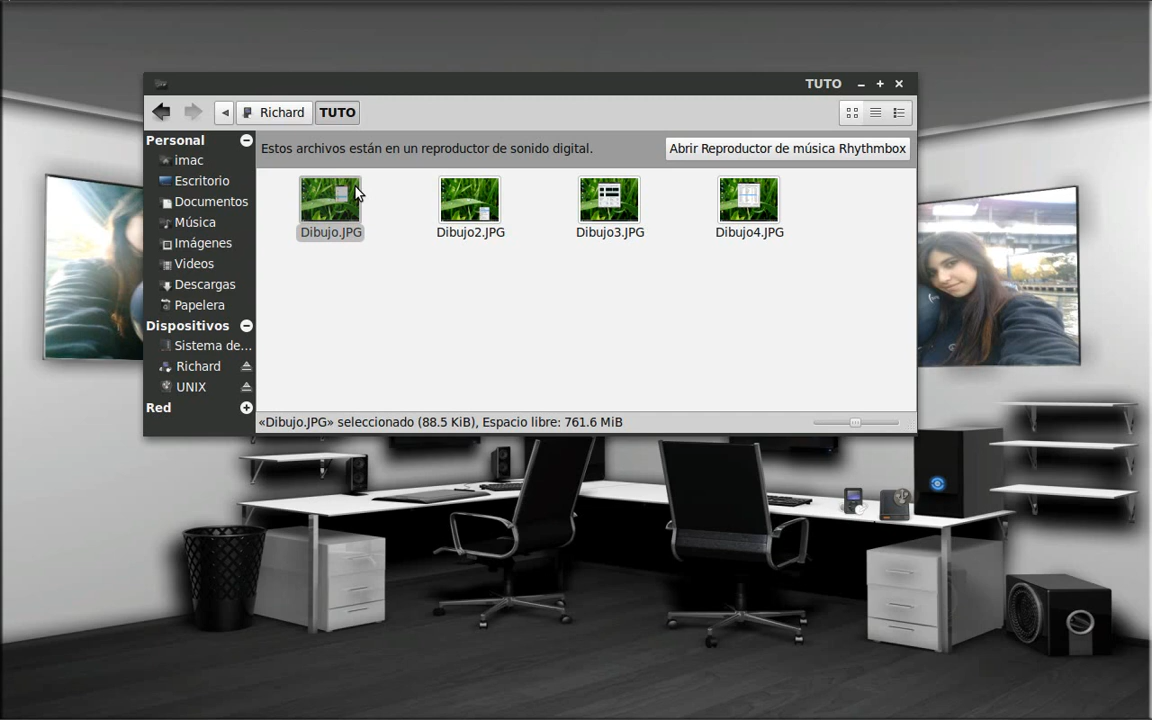 TUTO
Richard
TUTO
Personal
imac
Escritorio
Documentos
Música
Imágenes
Videos
Descargas
Papelera
Dispositivos
Sistema de...
Richard
UNIX
Red
Estos archivos están en un reproductor de sonido digital.
Abrir Reproductor de música Rhythmbox
Dibujo.JPG
Dibujo2.JPG
Dibujo3.JPG
Dibujo4.JPG
«Dibujo.JPG» seleccionado (88.5 KiB), Espacio libre: 761.6 MiB